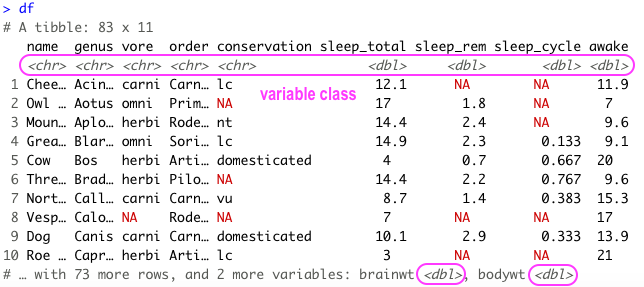 > df
# A tibble: 83 x 11
name genus vore order conservation sleep_total sleep_rem sleep_cycle awake
<chr> <chr> <chr> <chr> <chr> <dbl> <dbl> <dbl> <dbl>
1 Chee… Acin… carni Carn… lc 12.1 NA NA 11.9
variable class
2 Owl … Aotus omni Prim… NA 17 1.8 NA 7
3 Moun… Aplo… herbi Rode… nt 14.4 2.4 NA 9.6
4 Grea… Blar… omni Sori… lc 14.9 2.3 0.133 9.1
5 Cow Bos herbi Arti… domesticated 4 0.7 0.667 20
6 Thre… Brad… herbi Pilo… NA 14.4 2.2 0.767 9.6
7 Nort… Call… carni Carn… vu 8.7 1.4 0.383 15.3
8 Vesp… Calo… NA Rode… NA 7 NA NA 17
9 Dog Canis carni Carn… domesticated 10.1 2.9 0.333 13.9
10 Roe … Capr… herbi Arti… lc 3 NA NA 21
# … with 73 more rows, and 2 more variables: brainwt <dbl>, bodywt <dbl>